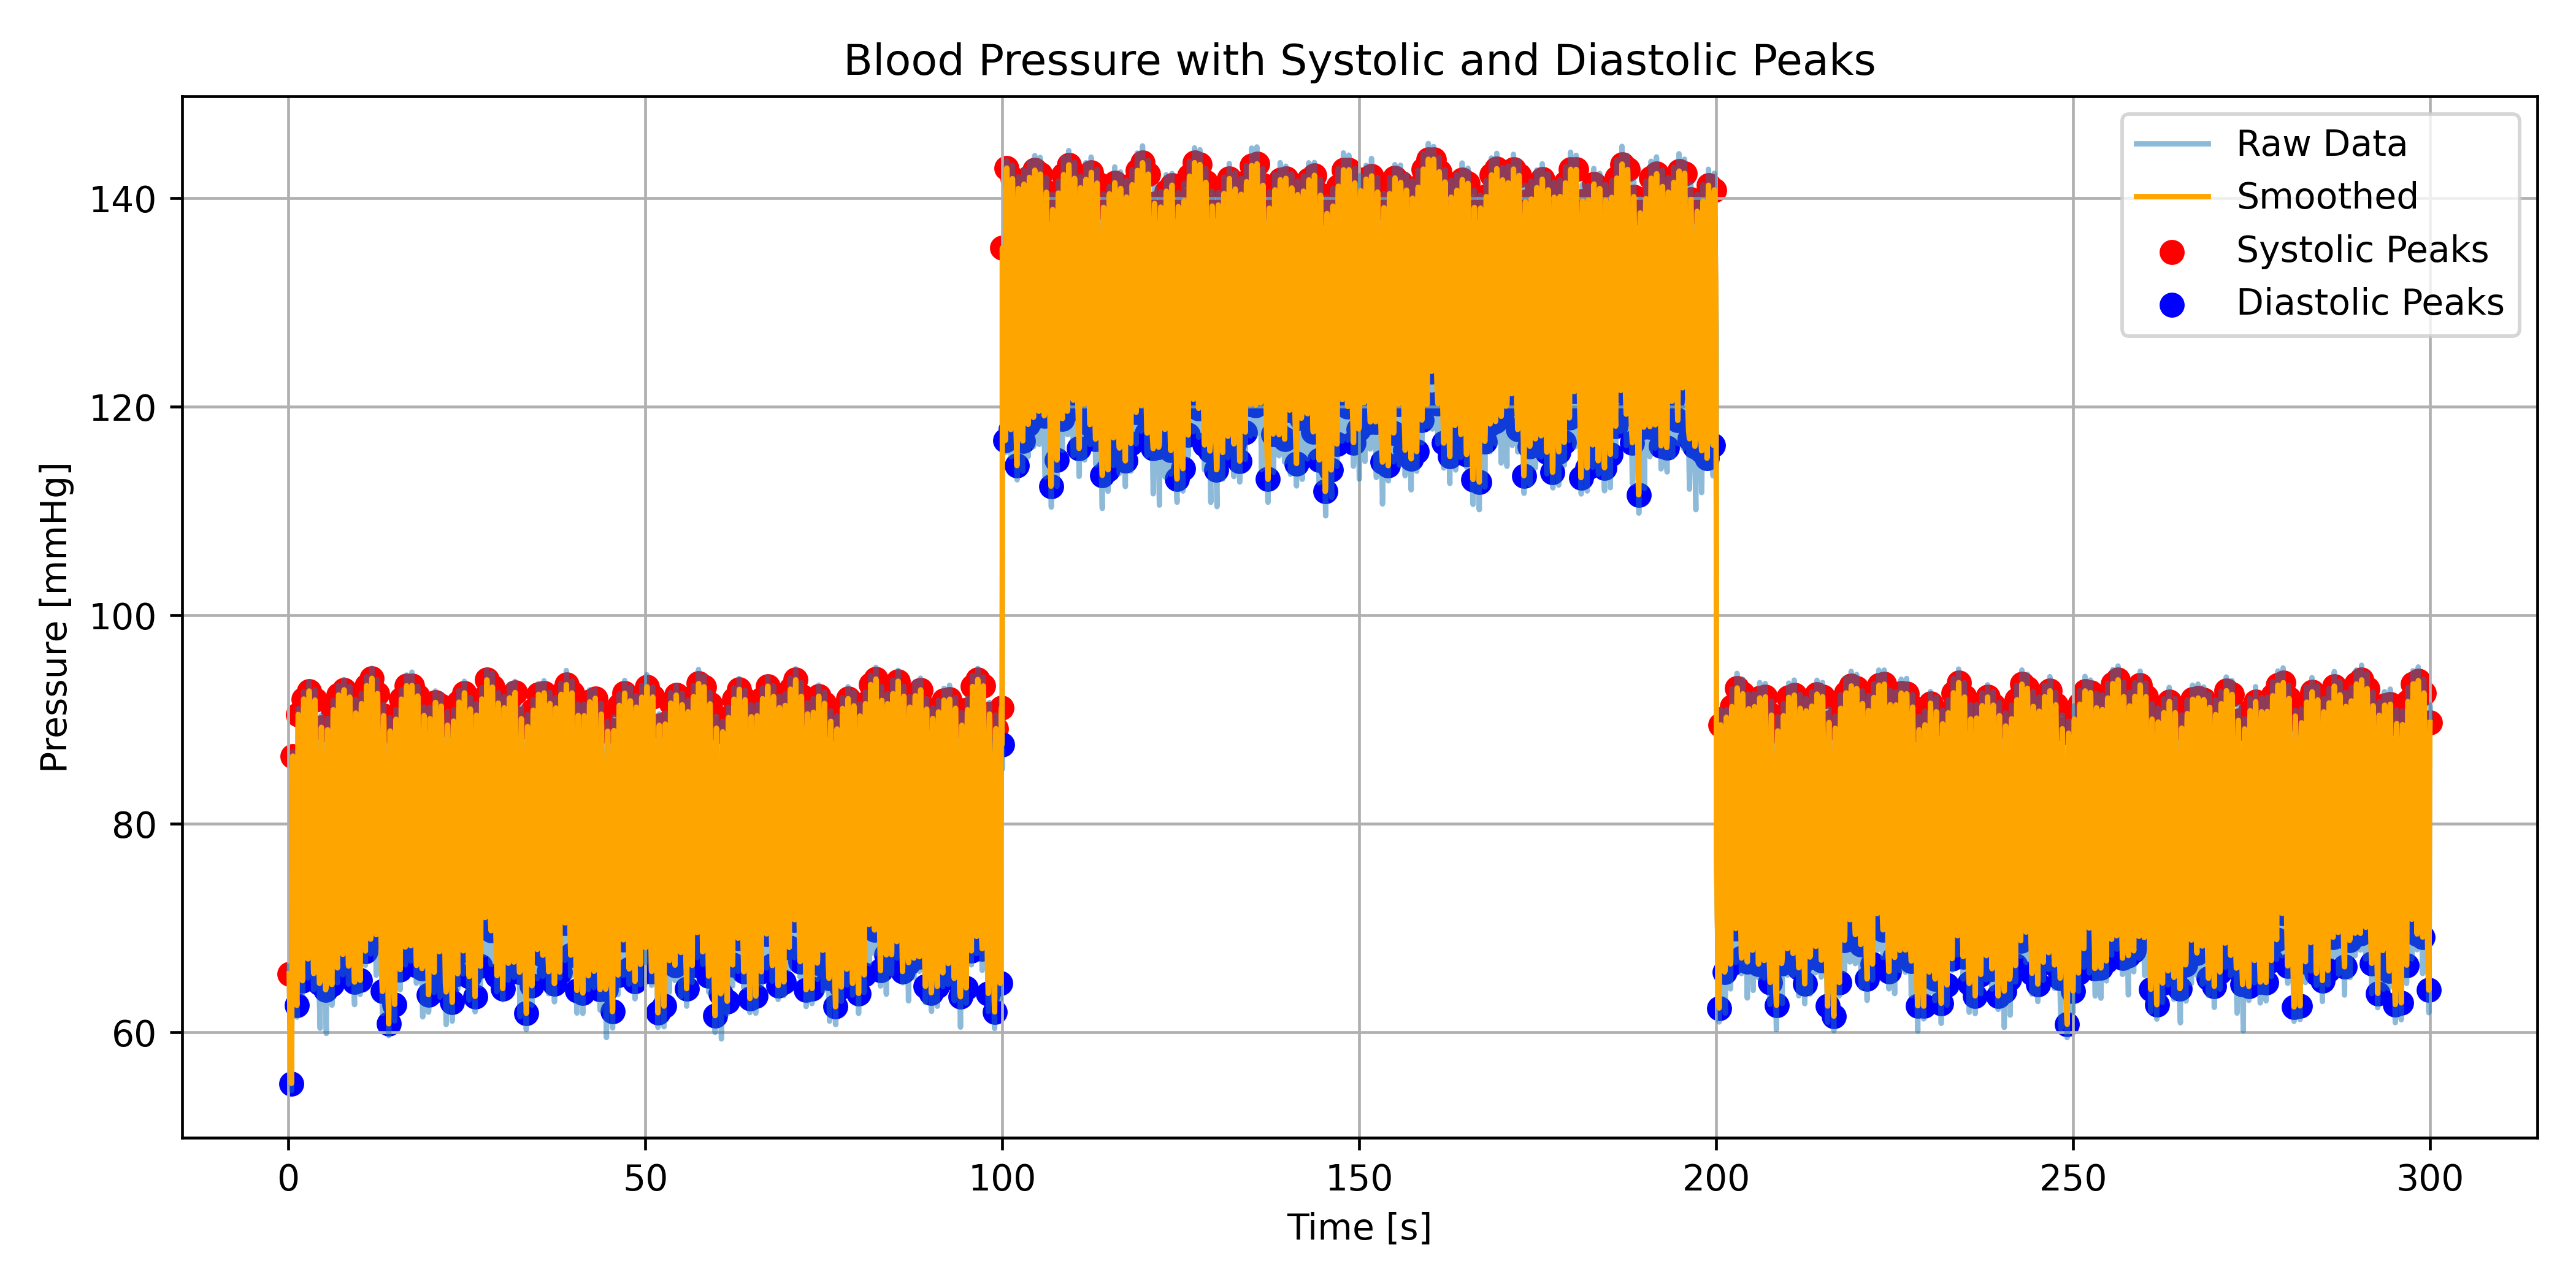 Blood Pressure with Systolic and Diastolic Peaks
Raw Data
Smoothed
Systolic Peaks
Diastolic Peaks
140
120
100
80
60
Pressure [mmHg]
0 50 100 150 200 250 300
Time [s]